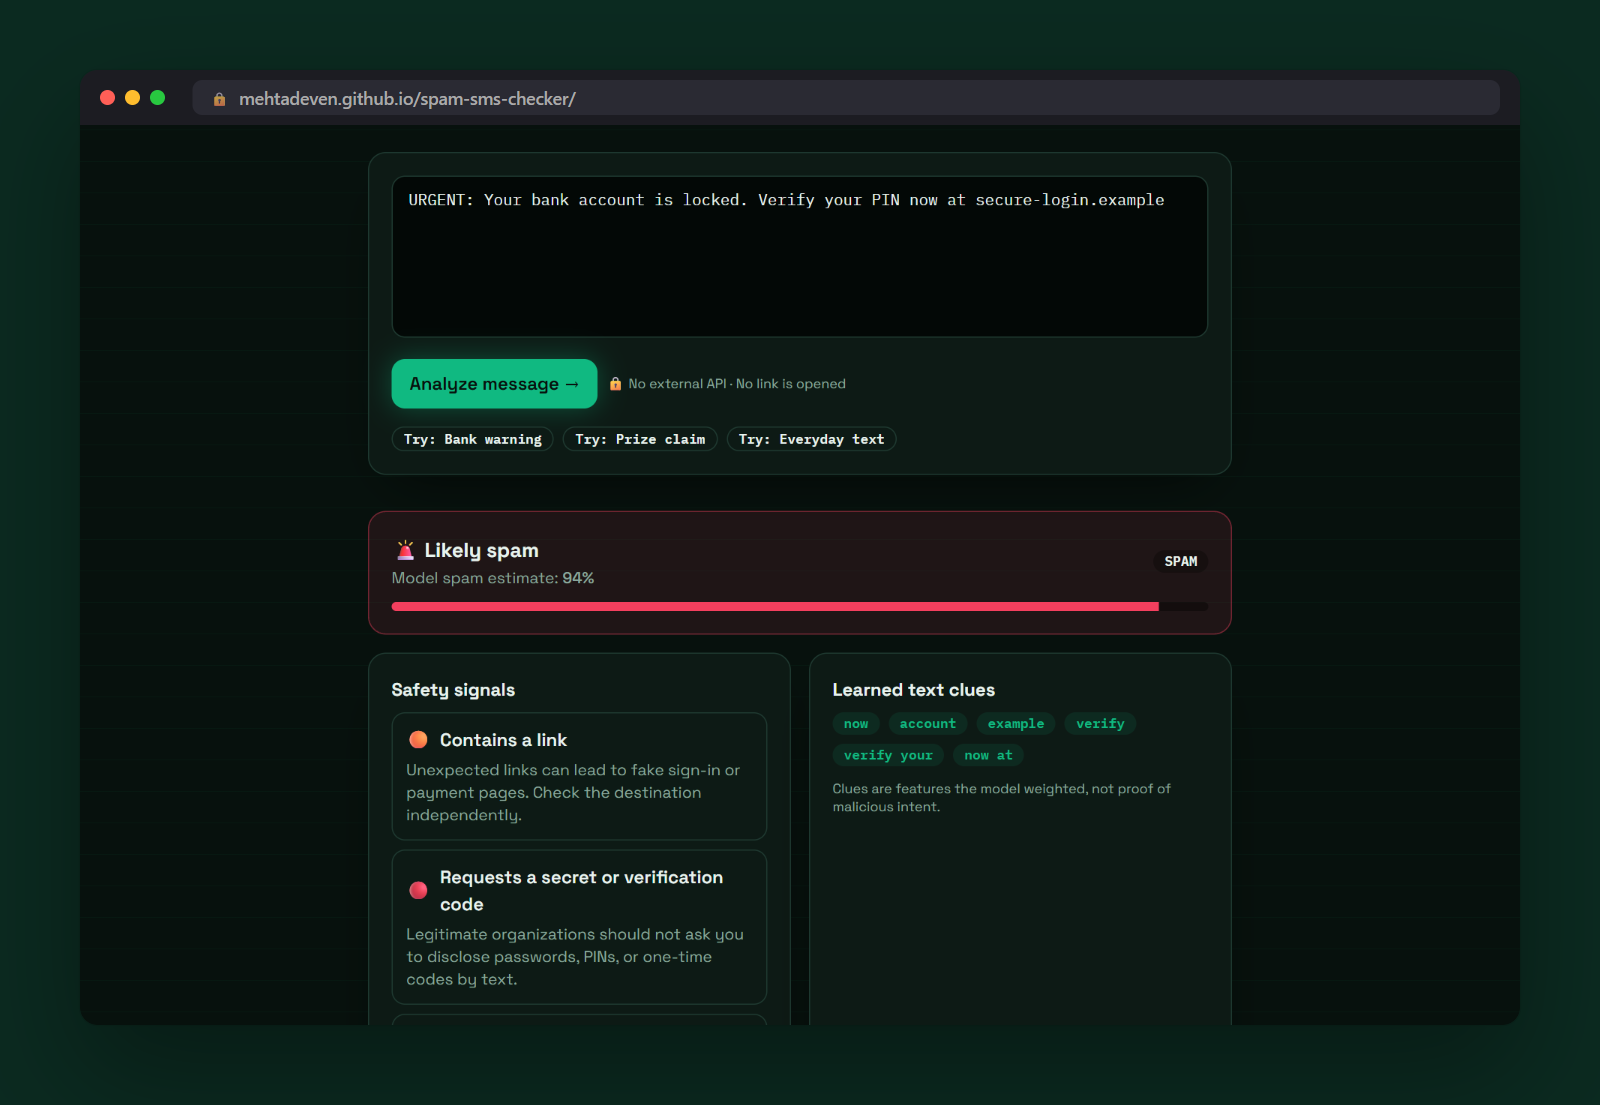 mehtadeven.github.io/spam-sms-checker/
URGENT: Your bank account is locked. Verify your PIN now at secure-login.example
Analyze message →
No external API · No link is opened
Try: Bank warning
Try: Prize claim
Try: Everyday text
Likely spam
Model spam estimate: 94%
SPAM
Safety signals
Contains a link
Unexpected links can lead to fake sign-in or
payment pages. Check the destination
independently.
Requests a secret or verification
code
Legitimate organizations should not ask you
to disclose passwords, PINs, or one-time
codes by text.
Learned text clues
now account example verify
verify your now at
Clues are features the model weighted, not proof of
malicious intent.